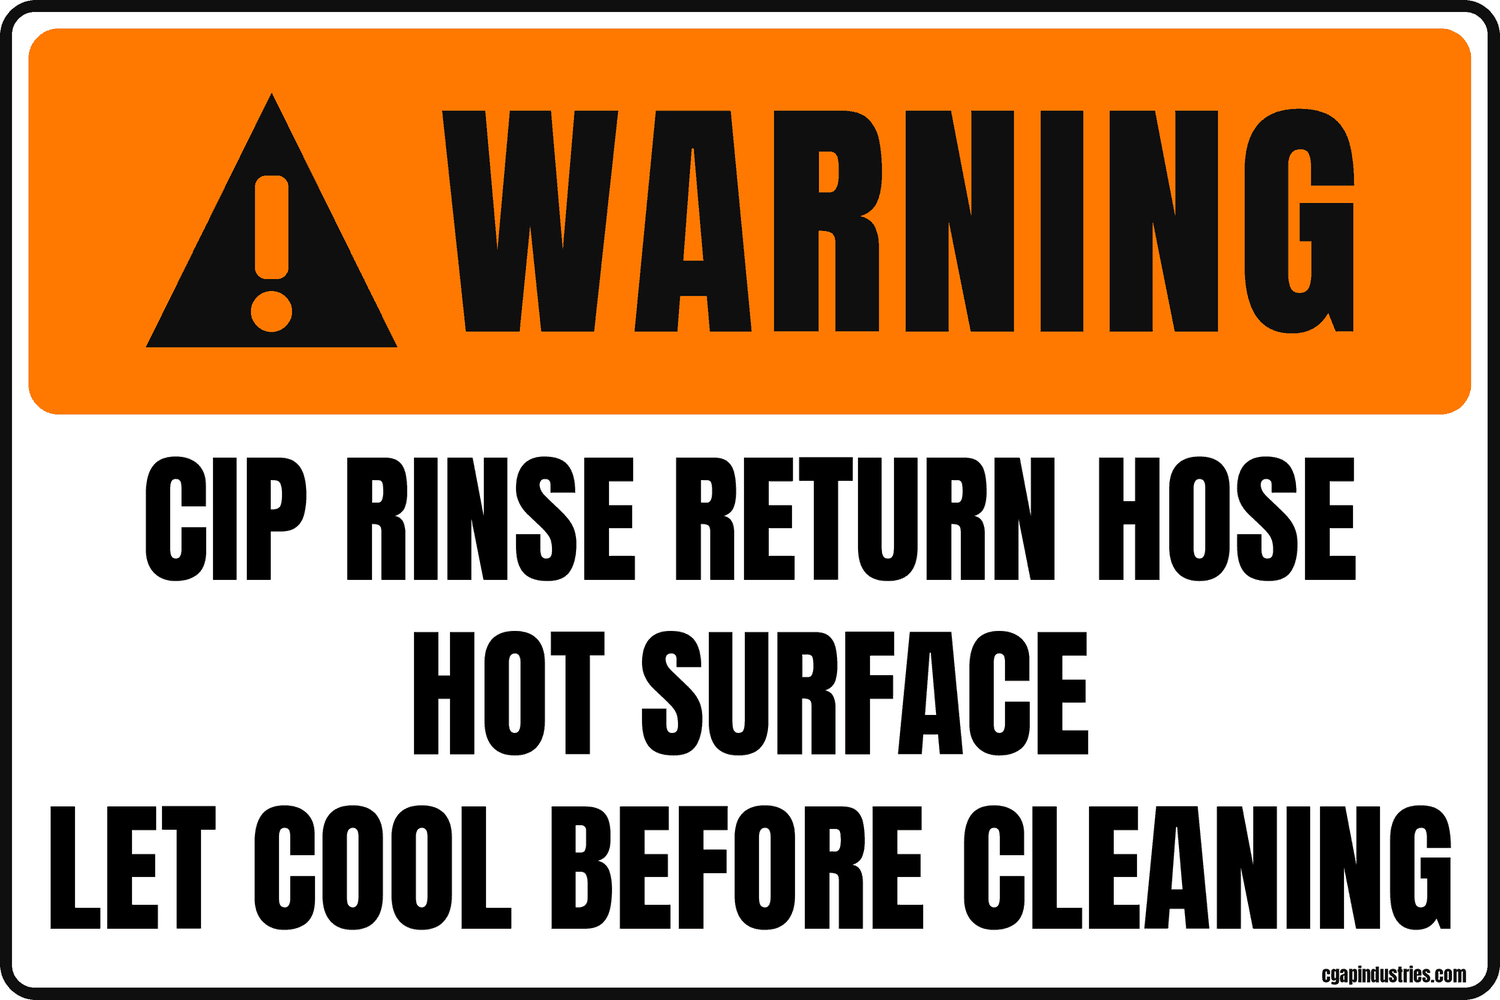 WARNING
CIP RINSE RETURN HOSE
HOT SURFACE
LET COOL BEFORE CLEANING
cgapindustries.com